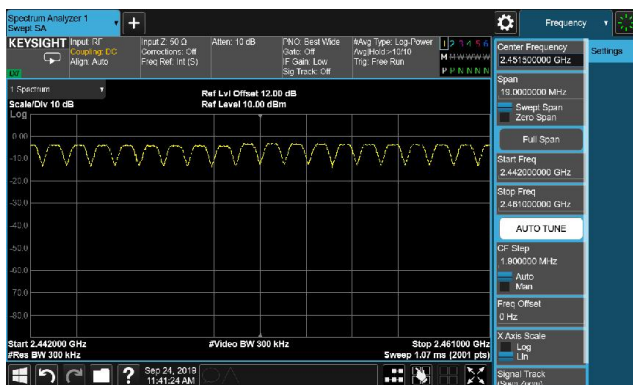 Spectrum Analyzer 1
Swept SA
Frequency
KEYSIGHT
Input: RF
Coupling: DC
Align: Auto
Input Z: 50 Ω
Corrections: Off
Freq Ref: Int (S)
Atten: 10 dB
PNO: Best Wide
Gate: Off
IF Gain: Low
Sig Track: Off
#Avg Type: Log-Power
Avg|Hold:>10/10
Trig: Free Run
1 2 3 4 5 6
M W W W W W
P P N N N N
Center Frequency
2.451500000 GHz
Settings
1 Spectrum
Scale/Div 10 dB
Ref Lvl Offset 12.00 dB
Ref Level 10.00 dBm
Log
0.00
-20.0
-40.0
-50.0
-60.0
-70.0
-80.0
Span
19.0000000 MHz
Swept Span
Zero Span
Full Span
Start Freq
2.442000000 GHz
Stop Freq
2.461000000 GHz
AUTO TUNE
CF Step
1.900000 MHz
Auto
Man
Freq Offset
0 Hz
X Axis Scale
Log
Lin
Signal Track
(Span Zoom)
Start 2.442000 GHz
#Res BW 300 kHz
#Video BW 300 kHz
Stop 2.461000 GHz
Sweep 1.07 ms (2001 pts)
?
Sep 24, 2019
11:41:24 AM